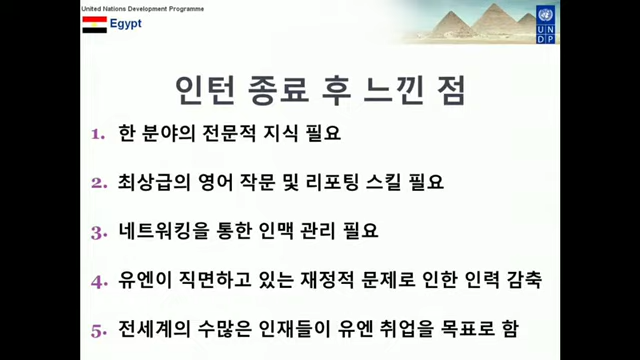 United Nations Development Programme
Egypt
U N
D P
인턴 종료 후 느낀 점
1. 한 분야의 전문적 지식 필요
2. 최상급의 영어 작문 및 리포팅 스킬 필요
3. 네트워킹을 통한 인맥 관리 필요
4. 유엔이 직면하고 있는 재정적 문제로 인한 인력 감축
5. 전세계의 수많은 인재들이 유엔 취업을 목표로 함